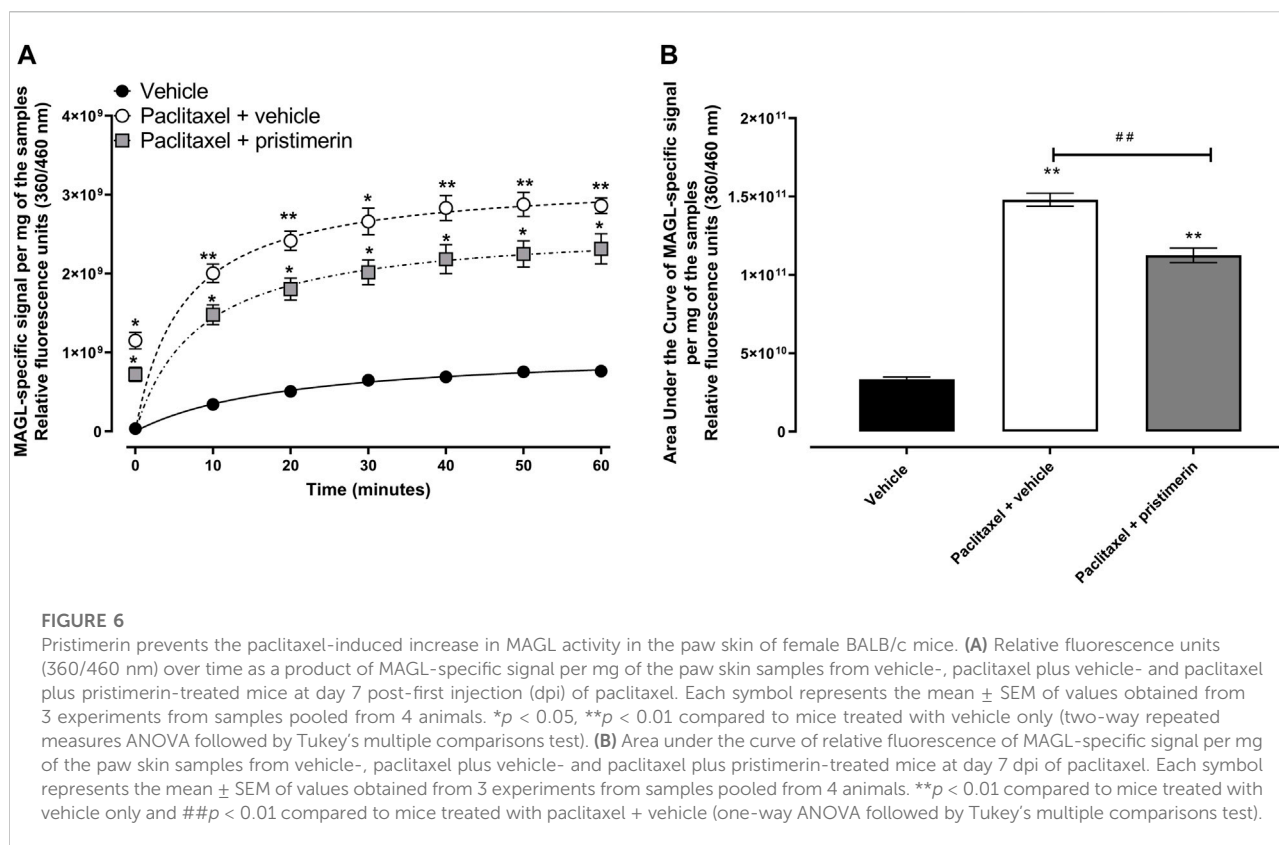 A
MAGL-specific signal per mg of the samples
Relative fluorescence units (360/460 nm)
Vehicle
Paclitaxel + vehicle
Paclitaxel + pristimerin
4×10⁹
3×10⁹
2×10⁹
1×10⁹
0
* ** ** * ** ** **
* * * * * * *
0 10 20 30 40 50 60
Time (minutes)
B
Area Under the Curve of MAGL-specific signal
per mg of the samples
Relative fluorescence units (360/460 nm)
2×10¹¹
1.5×10¹¹
1×10¹¹
5×10¹⁰
0
##
**
**
Vehicle
Paclitaxel + vehicle
Paclitaxel + pristimerin
FIGURE 6
Pristimerin prevents the paclitaxel-induced increase in MAGL activity in the paw skin of female BALB/c mice. (A) Relative fluorescence units
(360/460 nm) over time as a product of MAGL-specific signal per mg of the paw skin samples from vehicle-, paclitaxel plus vehicle- and paclitaxel
plus pristimerin-treated mice at day 7 post-first injection (dpi) of paclitaxel. Each symbol represents the mean ± SEM of values obtained from
3 experiments from samples pooled from 4 animals. *p < 0.05, **p < 0.01 compared to mice treated with vehicle only (two-way repeated
measures ANOVA followed by Tukey's multiple comparisons test). (B) Area under the curve of relative fluorescence of MAGL-specific signal per mg
of the paw skin samples from vehicle-, paclitaxel plus vehicle- and paclitaxel plus pristimerin-treated mice at day 7 dpi of paclitaxel. Each symbol
represents the mean ± SEM of values obtained from 3 experiments from samples pooled from 4 animals. **p < 0.01 compared to mice treated with
vehicle only and ##p < 0.01 compared to mice treated with paclitaxel + vehicle (one-way ANOVA followed by Tukey's multiple comparisons test).